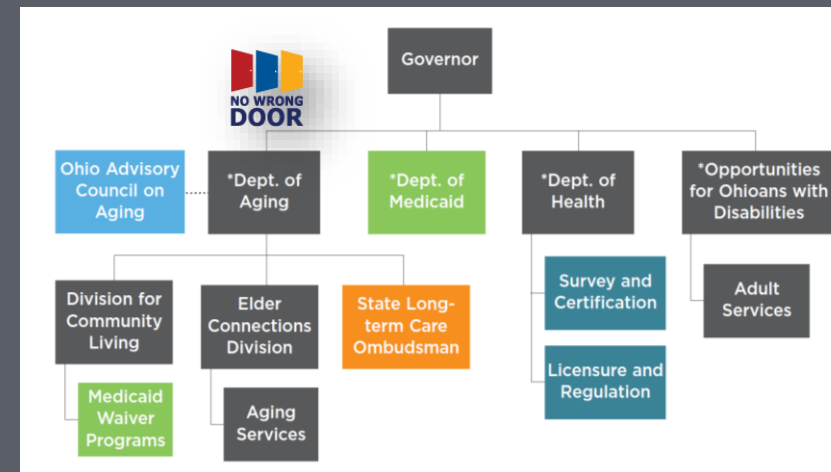 NO WRONG
DOOR
Governor
Ohio Advisory
Council on
Aging
*Dept. of
Aging
*Dept. of
Medicaid
*Dept. of
Health
*Opportunities
for Ohioans with
Disabilities
Division for
Community
Living
Elder
Connections
Division
State Long-
term Care
Ombudsman
Survey and
Certification
Adult
Services
Medicaid
Waiver
Programs
Aging
Services
Licensure and
Regulation